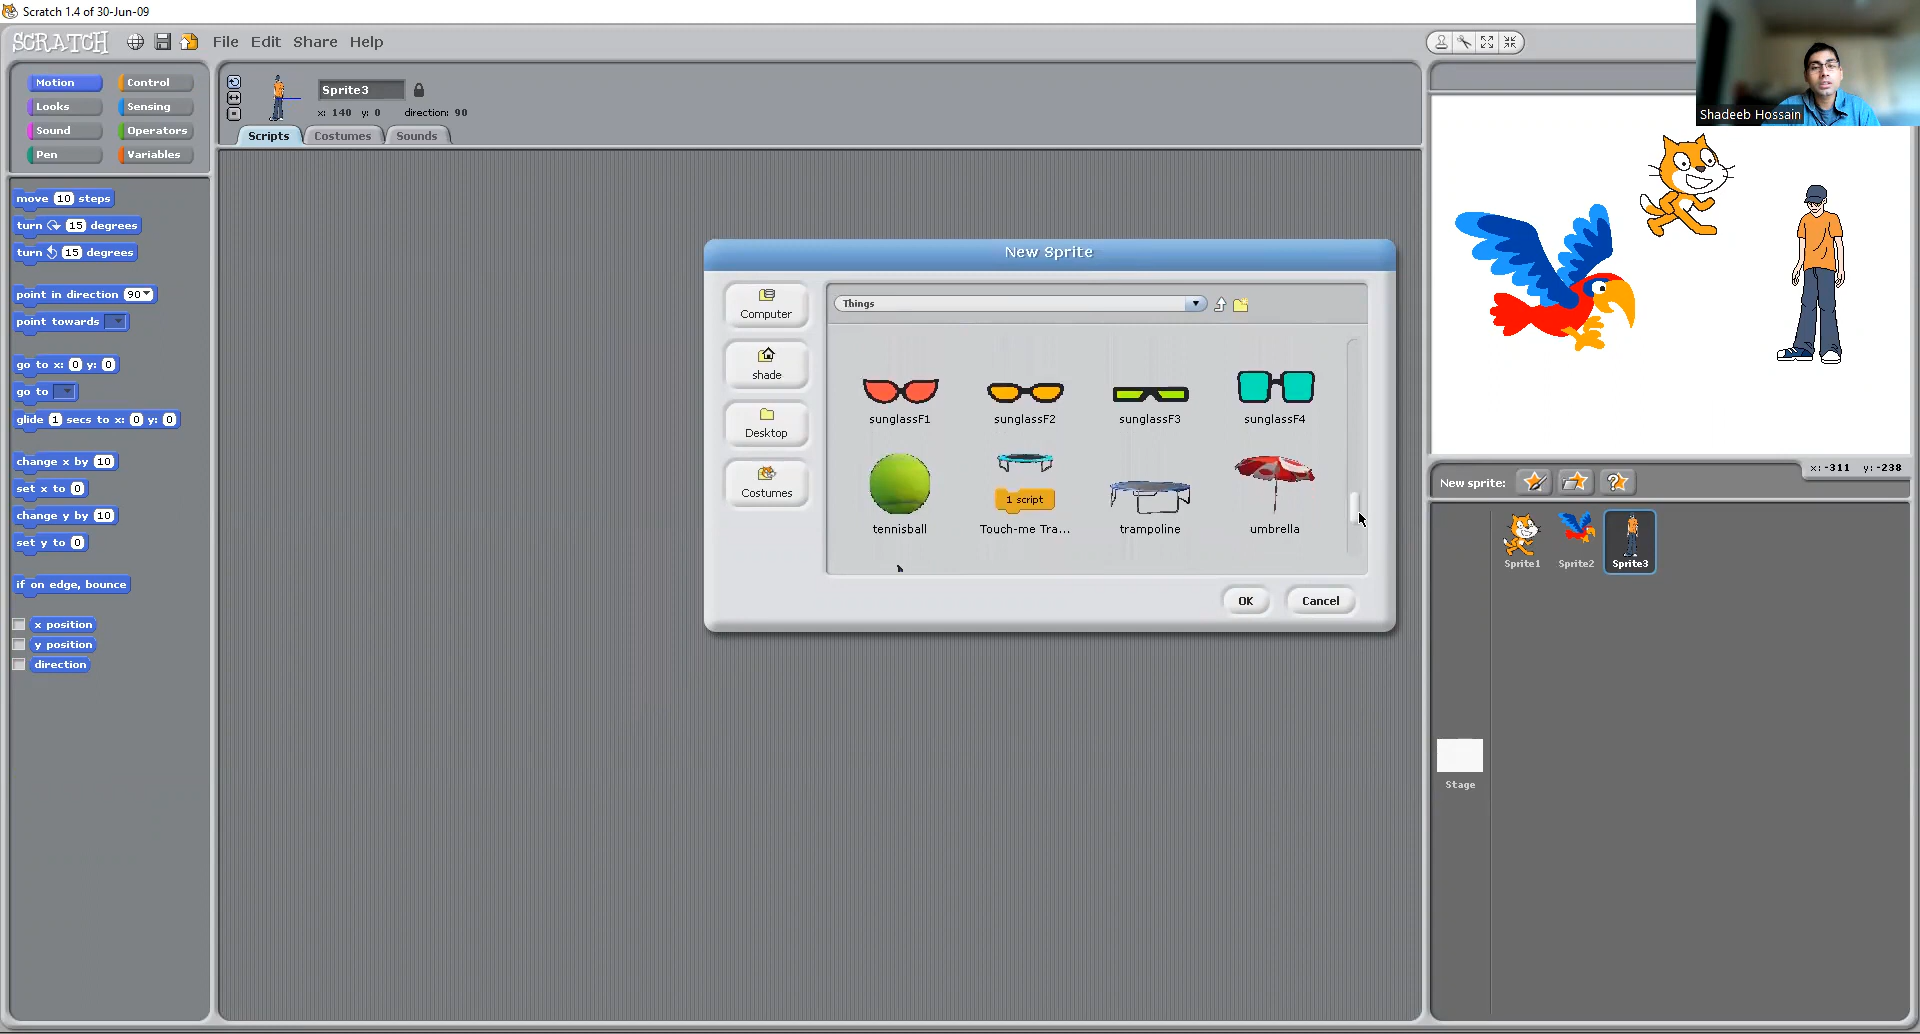 Scratch 1.4 of 30-Jun-09
SCRATCH File Edit Share Help
Shadeeb Hossain
Motion Control
Looks Sensing
Sound Operators
Pen Variables
Sprite3
x: 140 y: 0 direction: 90
Scripts Costumes Sounds
move 10 steps
turn 15 degrees
turn 15 degrees
point in direction 90
point towards
go to x: 0 y: 0
go to
glide 1 secs to x: 0 y: 0
change x by 10
set x to 0
change y by 10
set y to 0
if on edge, bounce
x position
y position
direction
New Sprite
Computer
shade
Desktop
Costumes
Things
sunglassF1 sunglassF2 sunglassF3 sunglassF4
1 script
tennisball Touch-me Tra... trampoline umbrella
OK Cancel
x: -311 y: -238
New sprite:
Sprite1 Sprite2 Sprite3
Stage